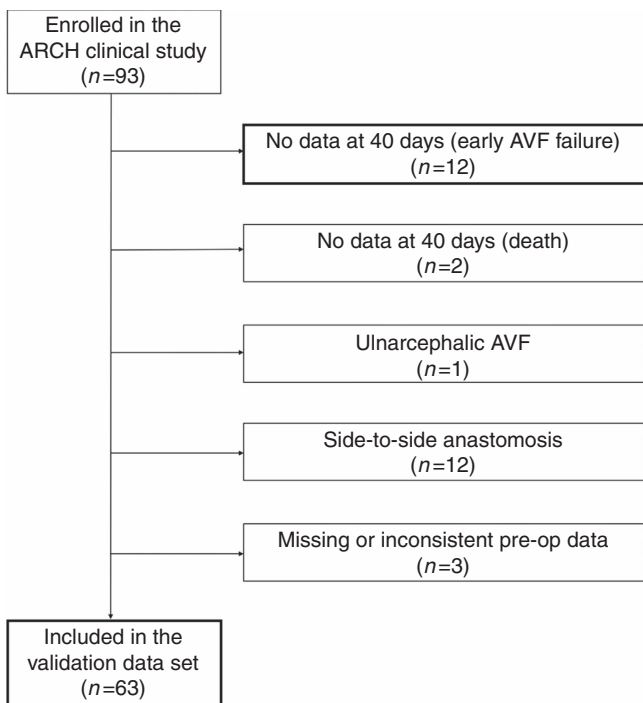 Enrolled in the
ARCH clinical study
(n=93)
No data at 40 days (early AVF failure)
(n=12)
No data at 40 days (death)
(n=2)
Ulnarcephalic AVF
(n=1)
Side-to-side anastomosis
(n=12)
Missing or inconsistent pre-op data
(n=3)
Included in the
validation data set
(n=63)